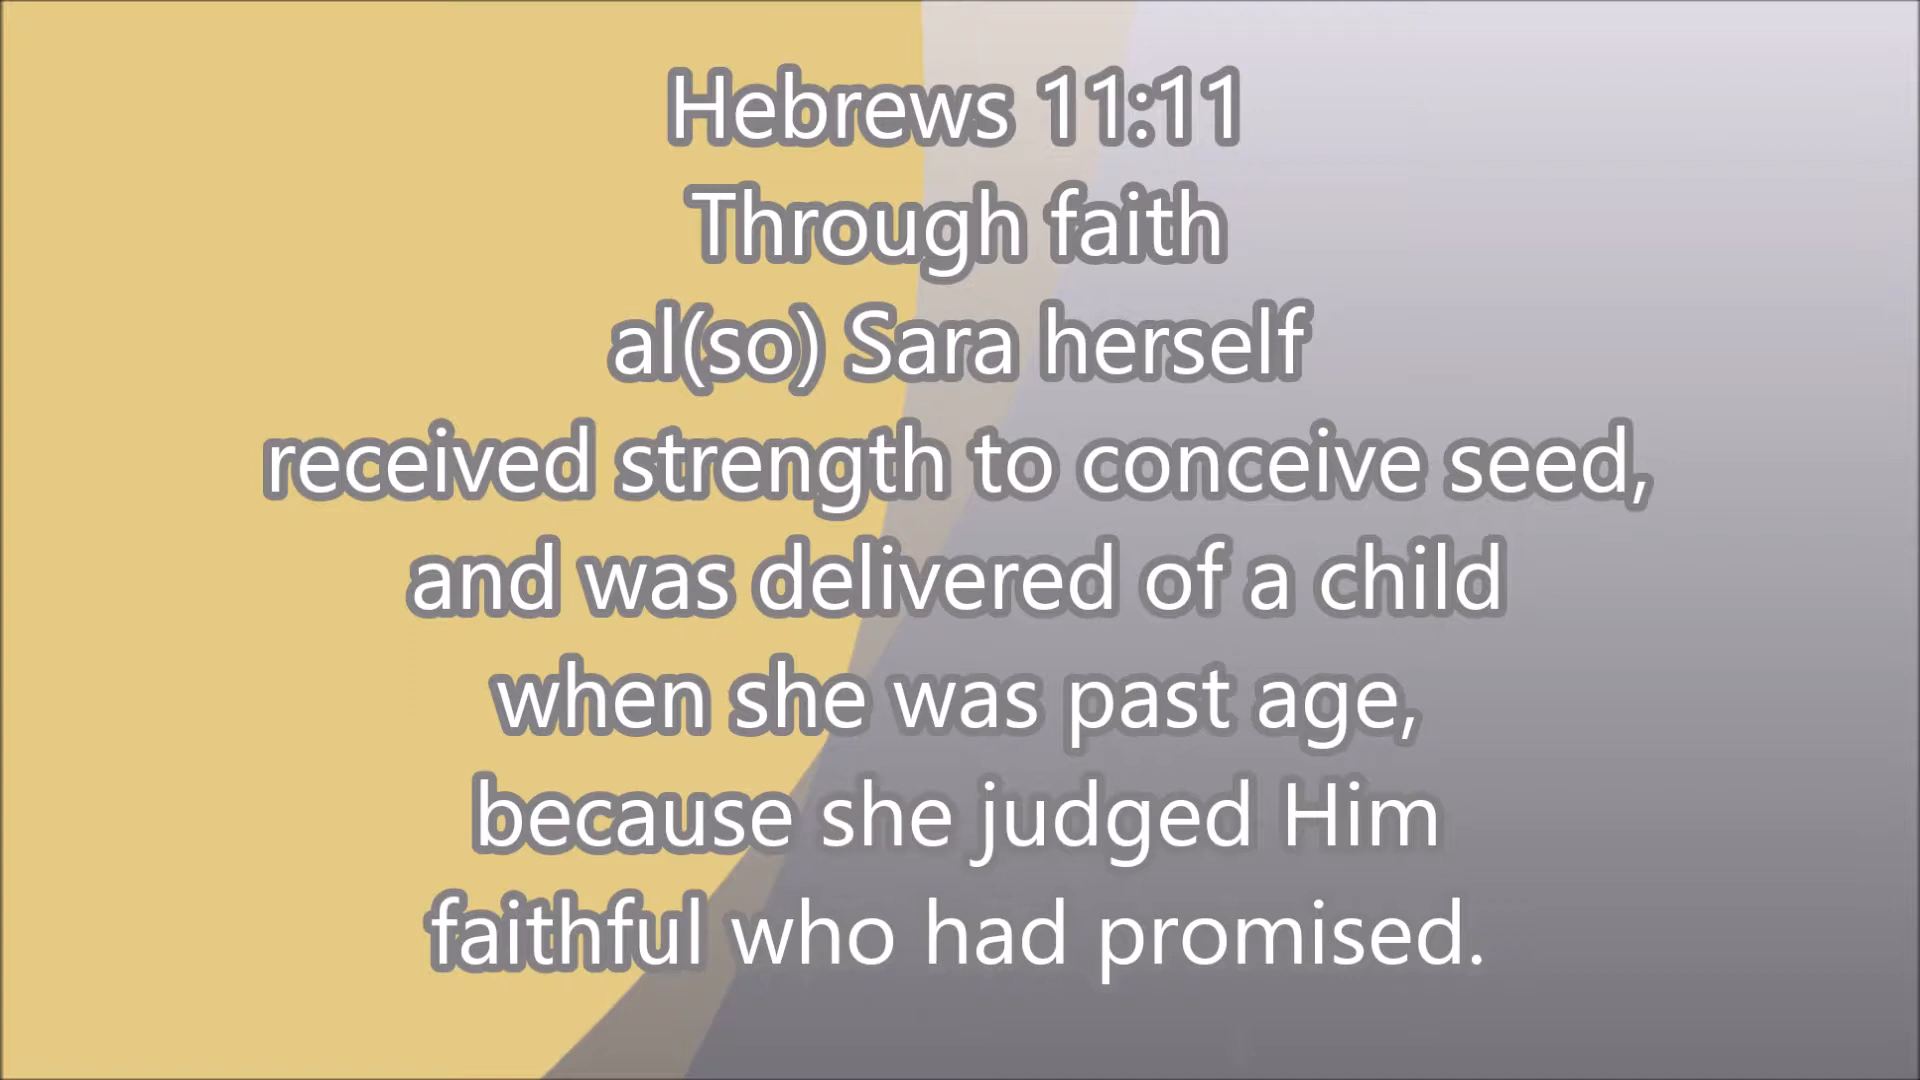 Hebrews 11:11
Through faith
al(so) Sara herself
received strength to conceive seed,
and was delivered of a child
when she was past age,
because she judged Him
faithful who had promised.